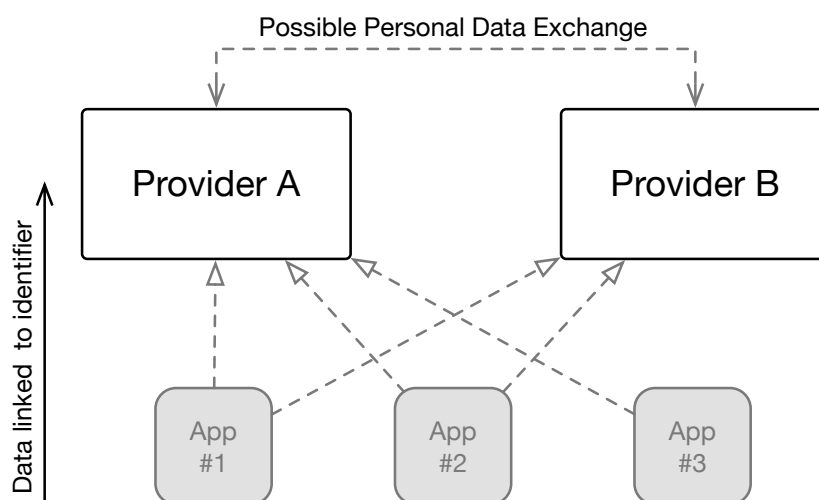 Possible Personal Data Exchange
Provider A
Provider B
Data linked to identifier
App
#1
App
#2
App
#3